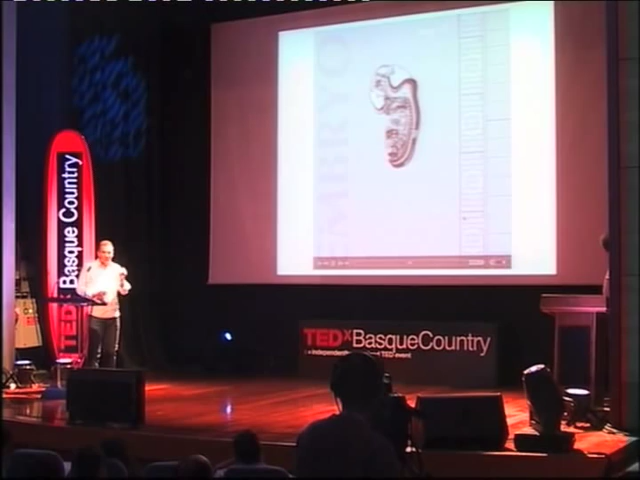 EMBRYO
TEDx Basque Country
TEDxBasqueCountry
x = independently organized TED event